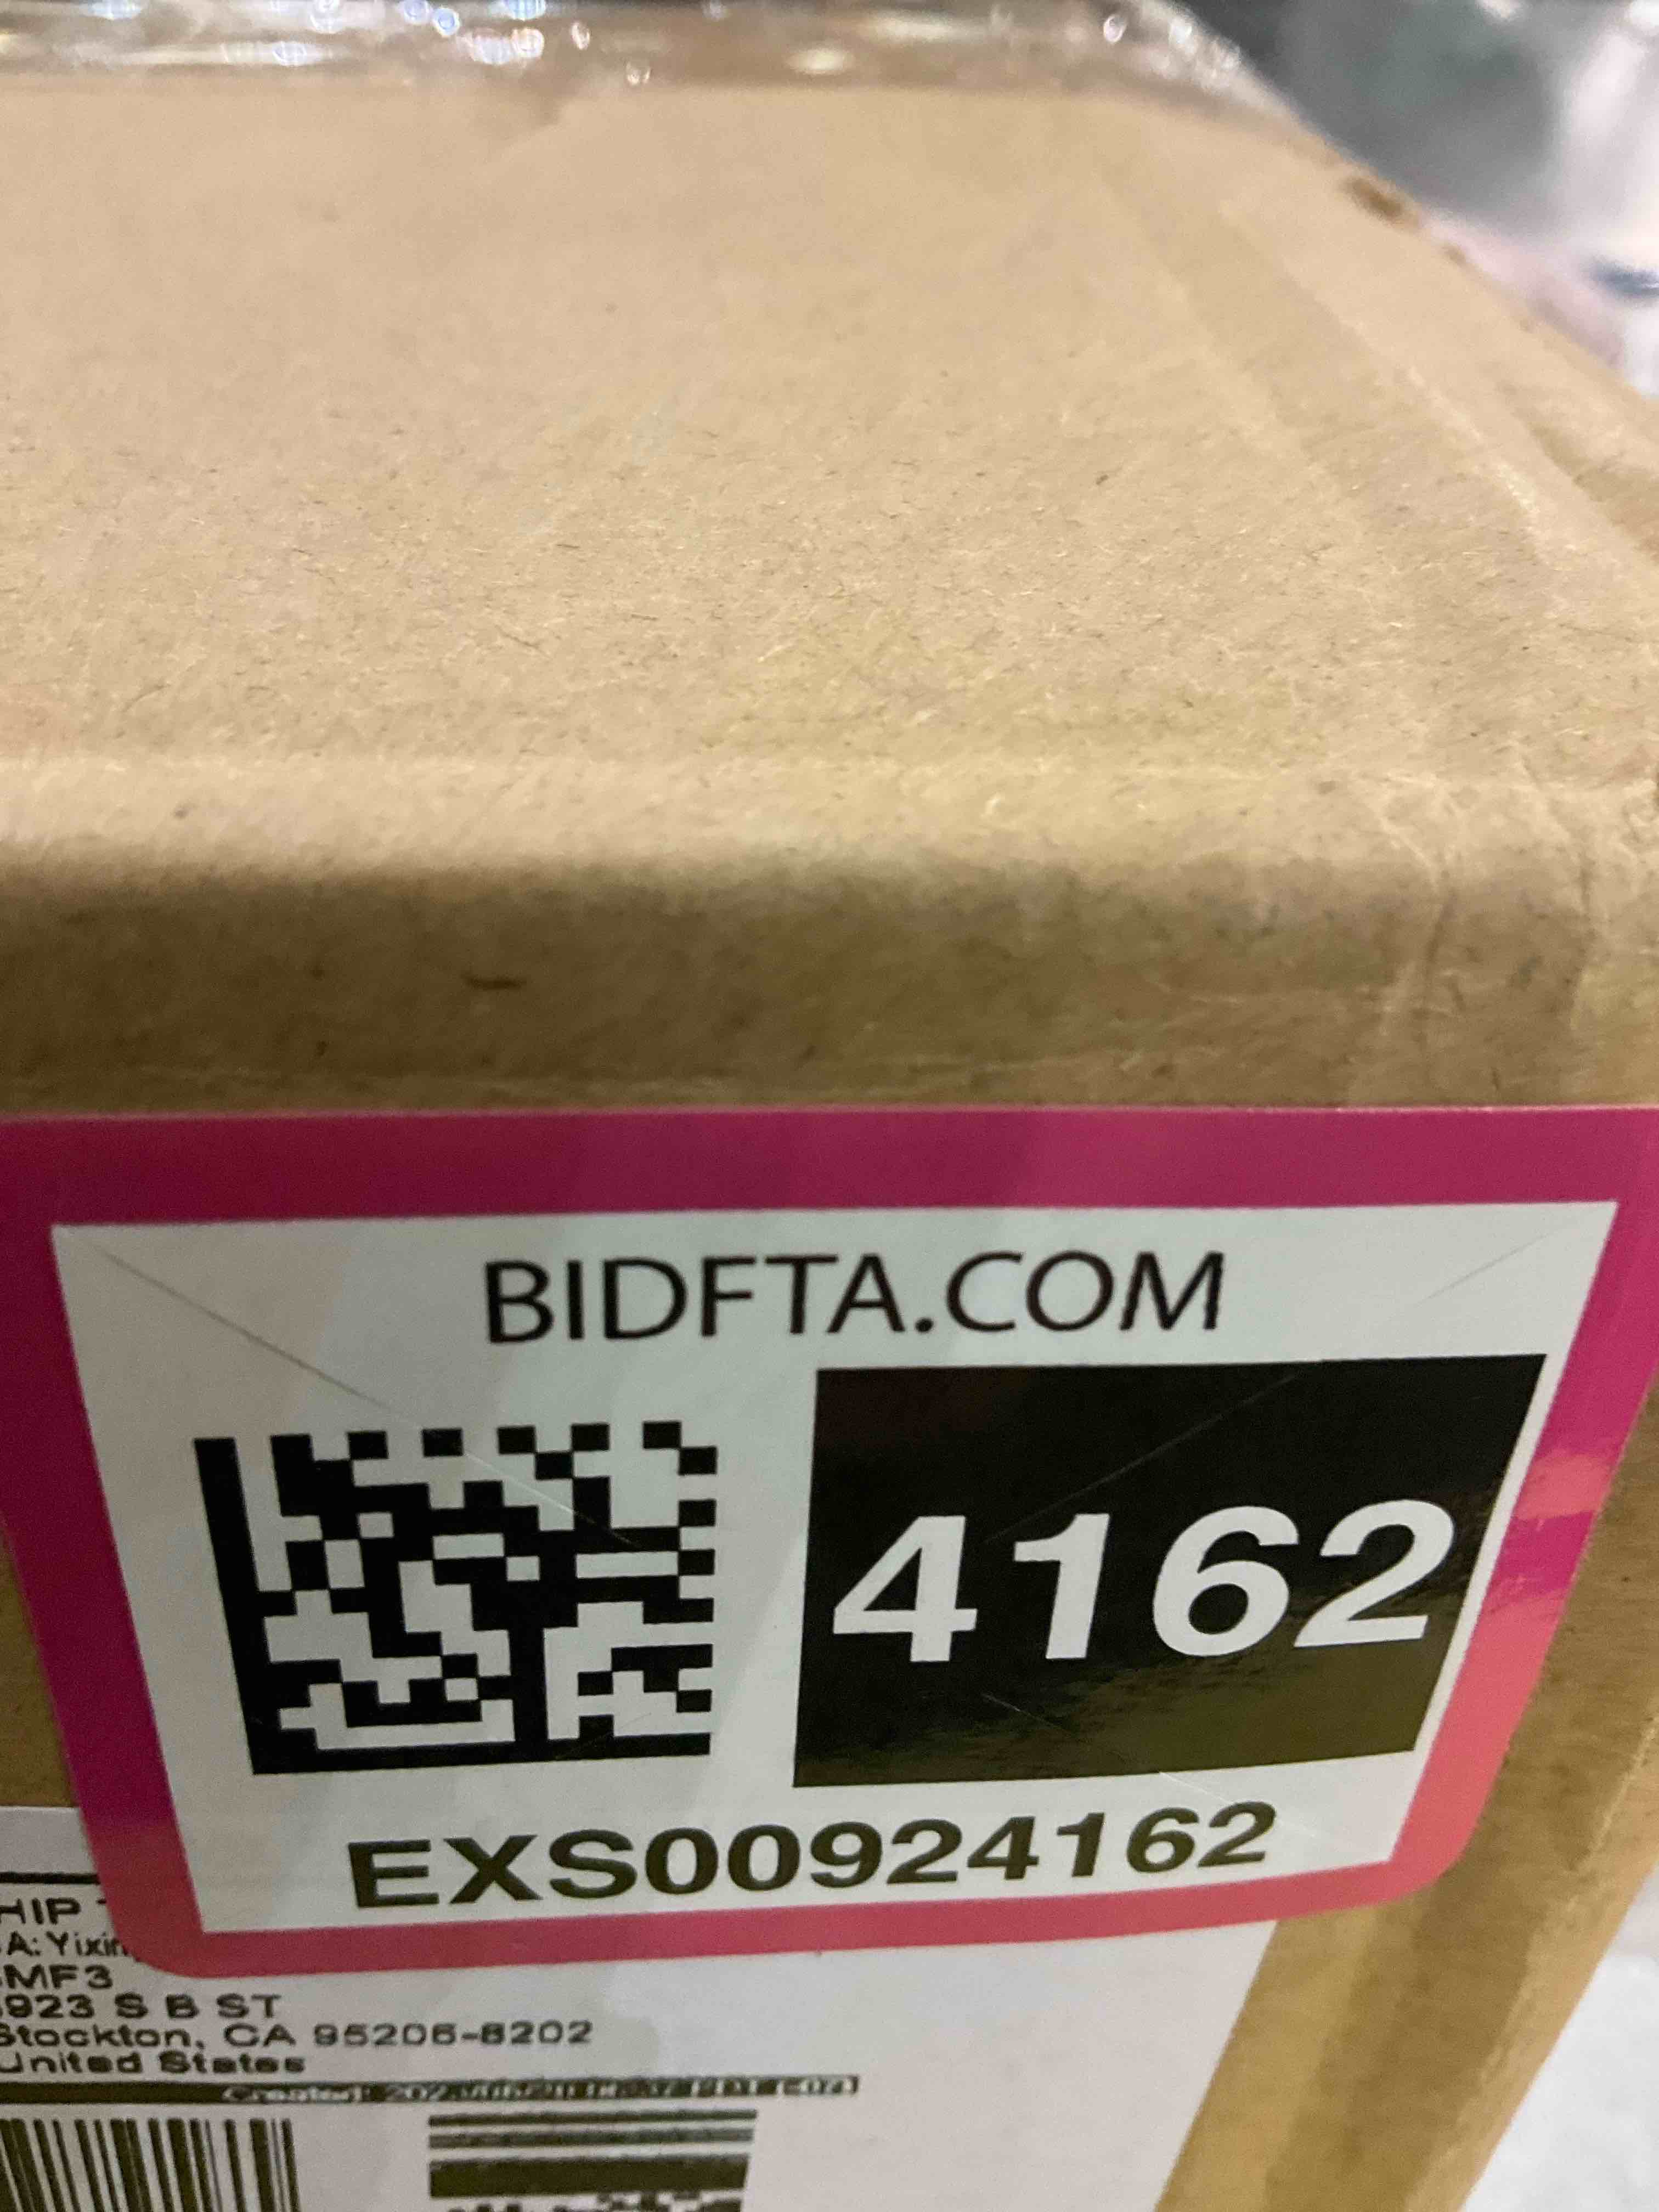 BIDFTA.COM
4162
EXS00924162
HIP
A: Yixin
MF3
923 S B ST
Stockton, CA 95206-8202
United States